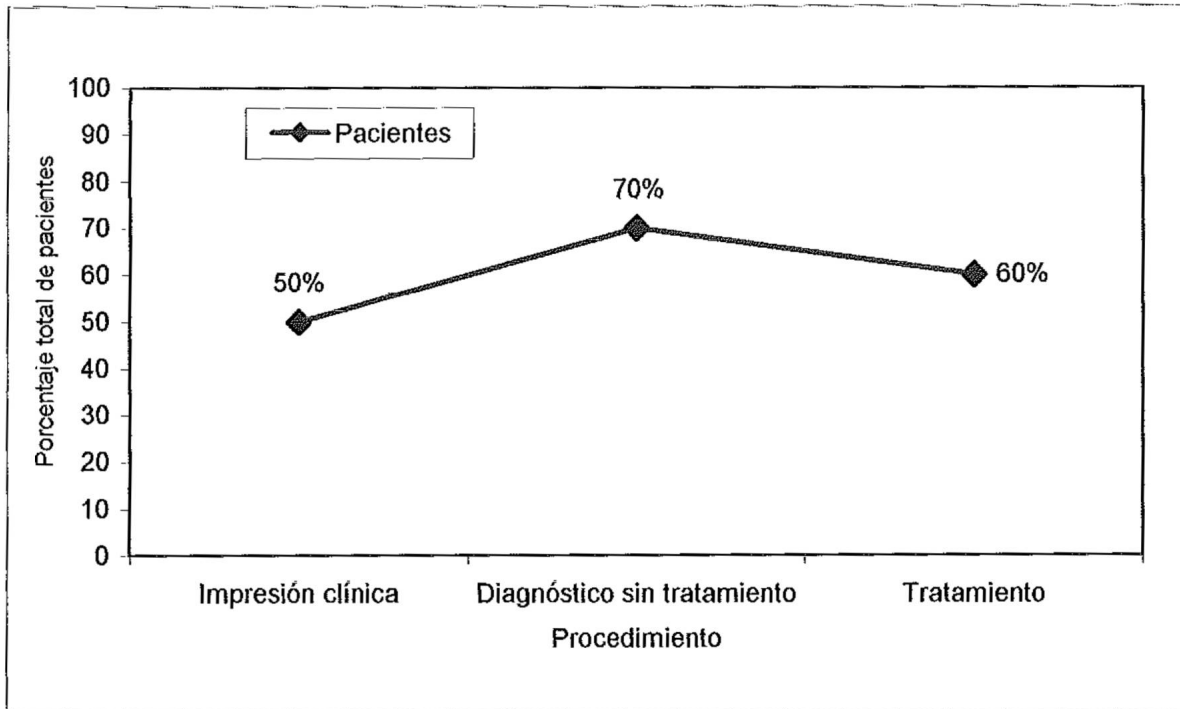 Porcentaje total de pacientes
100
90
80
70
60
50
40
30
20
10
0
Pacientes
50%
70%
60%
Impresión clínica
Diagnóstico sin tratamiento
Tratamiento
Procedimiento